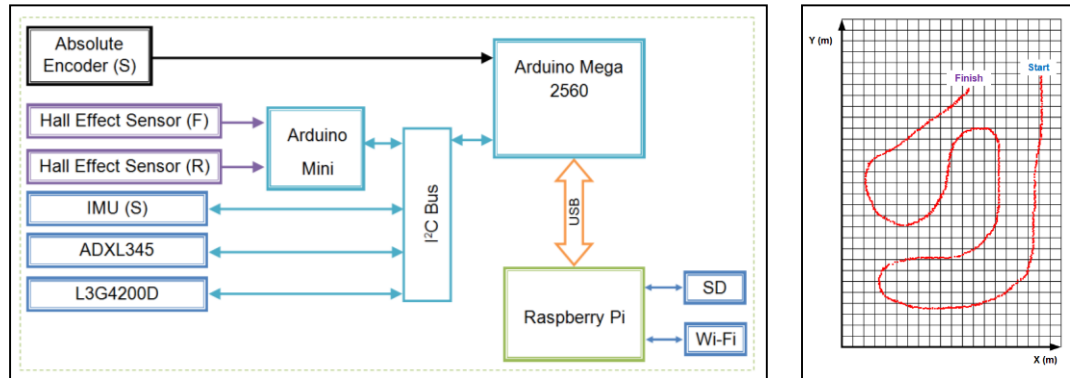 Absolute
Encoder (S)
Hall Effect Sensor (F)
Hall Effect Sensor (R)
IMU (S)
ADXL345
L3G4200D
Arduino
Mini
I²C Bus
Arduino Mega
2560
USB
Raspberry Pi
SD
Wi-Fi
Y (m)
Finish
Start
X (m)